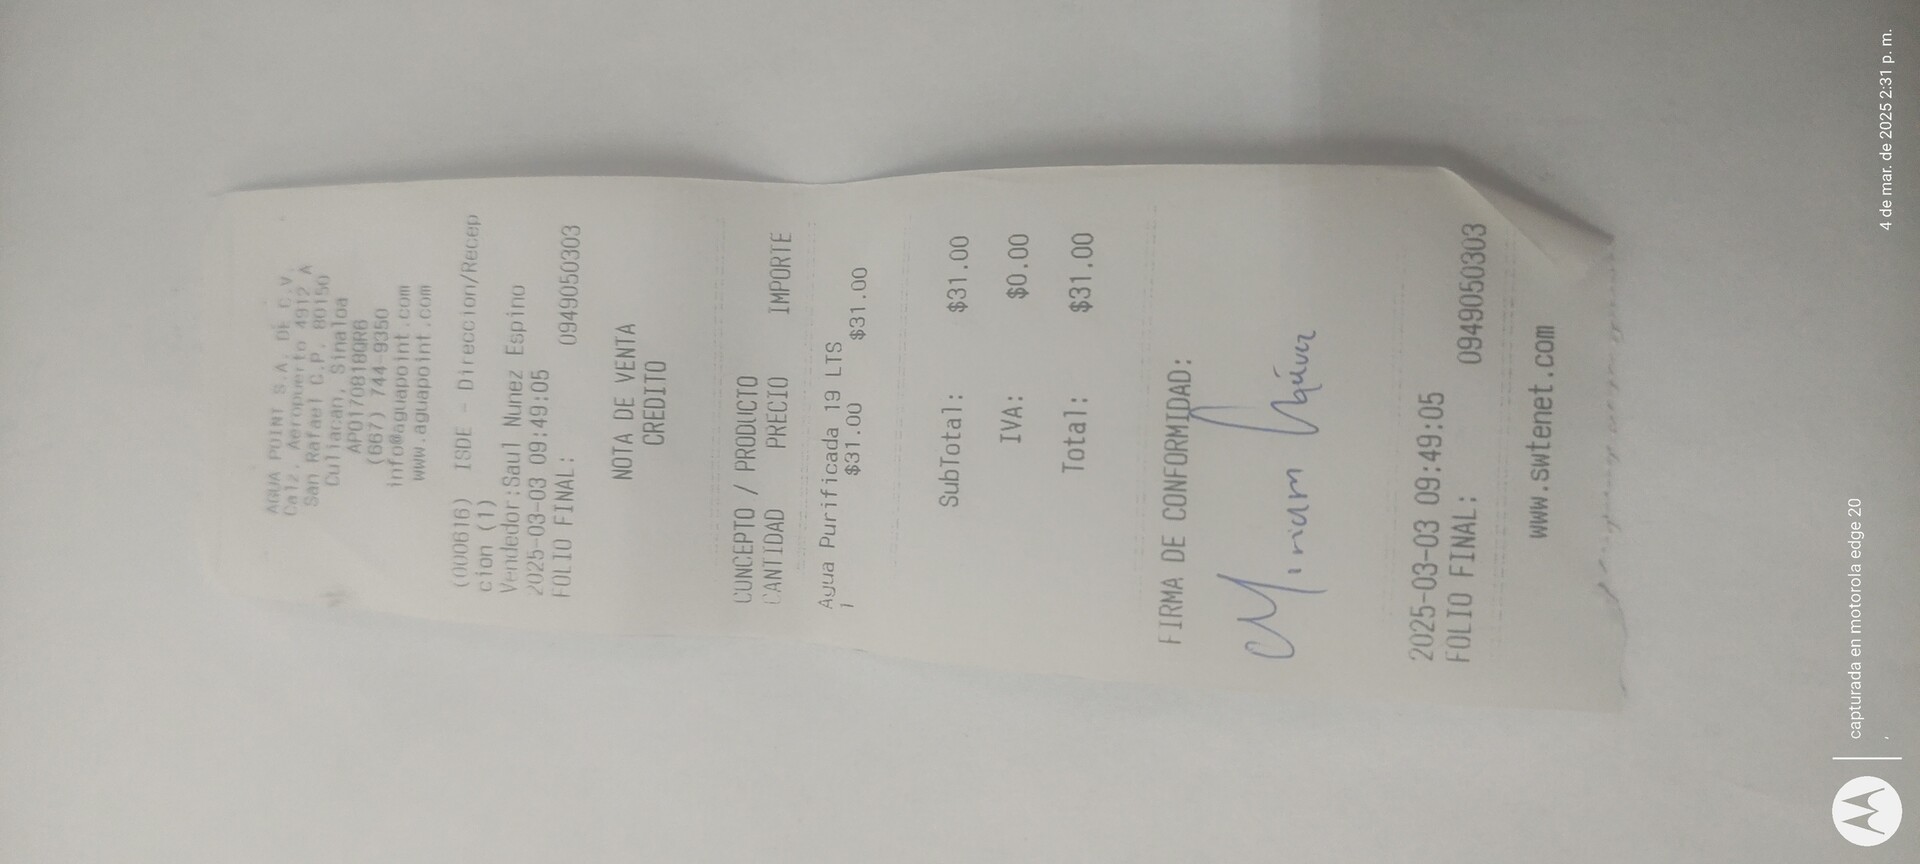 AGUA POINT S.A. DE C.V.
Calz. Aeropuerto 4912 A
San Rafael C.P. 80150
Culiacan, Sinaloa
APO170818QR6
(667) 744-9350
info@aguapoint.com
www.aguapoint.com
(000616) ISDE - Direccion/Recep
cion (1)
Vendedor:Saul Nunez Espino
2025-03-03 09:49:05
FOLIO FINAL: 0949050303
NOTA DE VENTA
CREDITO
CONCEPTO / PRODUCTO
CANTIDAD PRECIO IMPORTE
Agua Purificada 19 LTS
1 $31.00 $31.00
SubTotal: $31.00
IVA: $0.00
Total: $31.00
FIRMA DE CONFORMIDAD:
Miriam
2025-03-03 09:49:05
FOLIO FINAL: 0949050303
www.swtenet.com
capturada en motorola edge 20
4 de mar. de 2025 2:31 p. m.